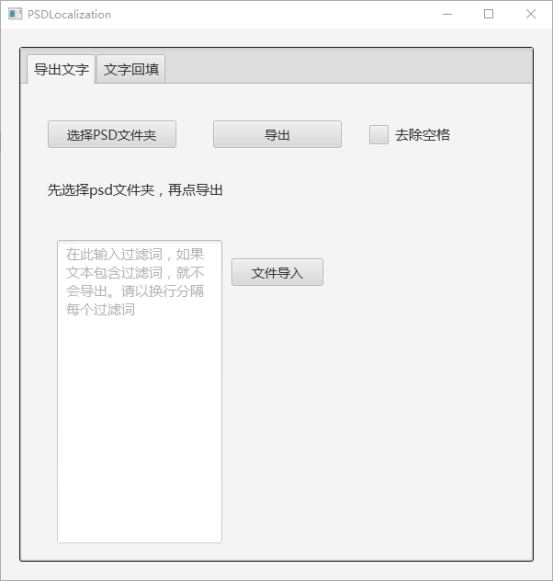 PSDLocalization
导出文字 文字回填
选择PSD文件夹 导出 去除空格
先选择psd文件夹，再点导出
在此输入过滤词，如果
文本包含过滤词，就不
会导出。请以换行分隔
每个过滤词
文件导入